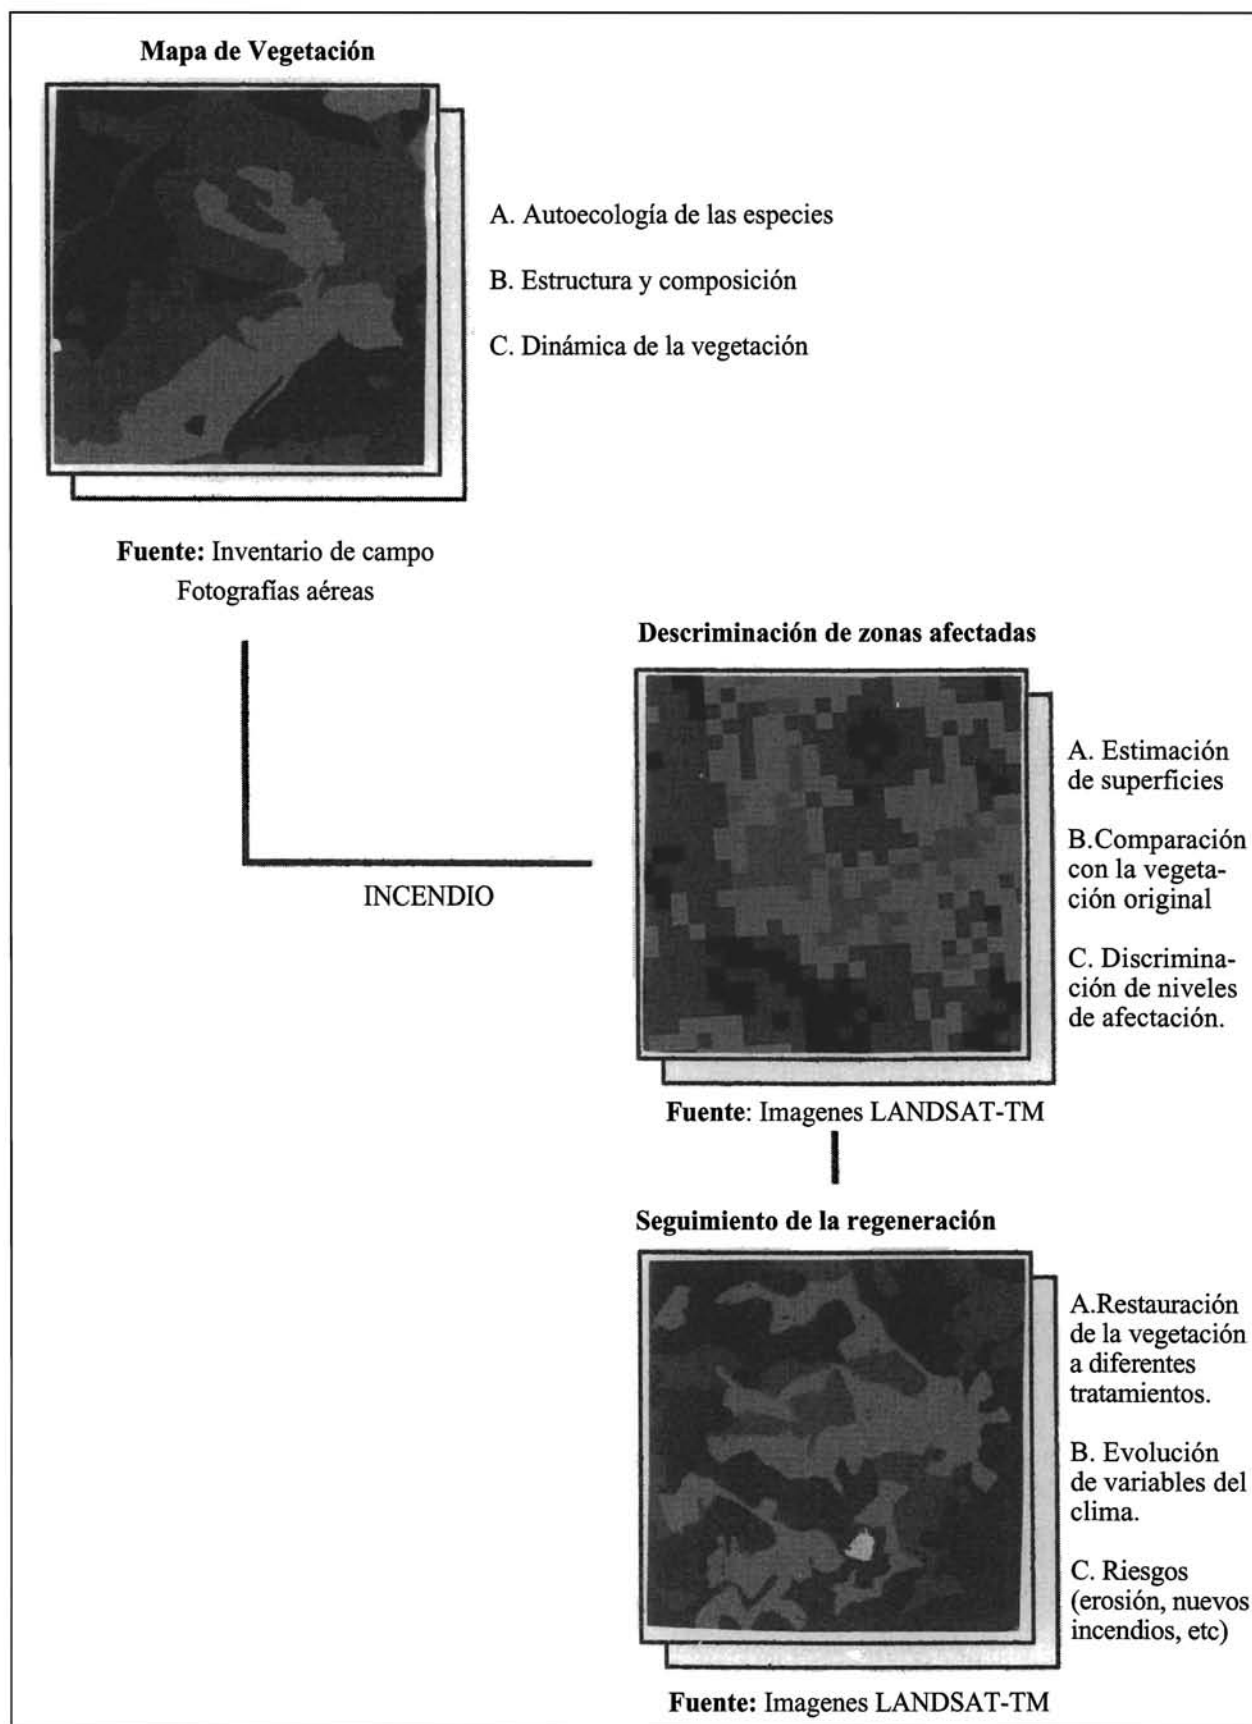 Mapa de Vegetación
A. Autoecología de las especies
B. Estructura y composición
C. Dinámica de la vegetación
Fuente: Inventario de campo
Fotografías aéreas
INCENDIO
Descriminación de zonas afectadas
A. Estimación
de superficies
B.Comparación
con la vegeta-
ción original
C. Discrimina-
ción de niveles
de afectación.
Fuente: Imagenes LANDSAT-TM
Seguimiento de la regeneración
A.Restauración
de la vegetación
a diferentes
tratamientos.
B. Evolución
de variables del
clima.
C. Riesgos
(erosión, nuevos
incendios, etc)
Fuente: Imagenes LANDSAT-TM